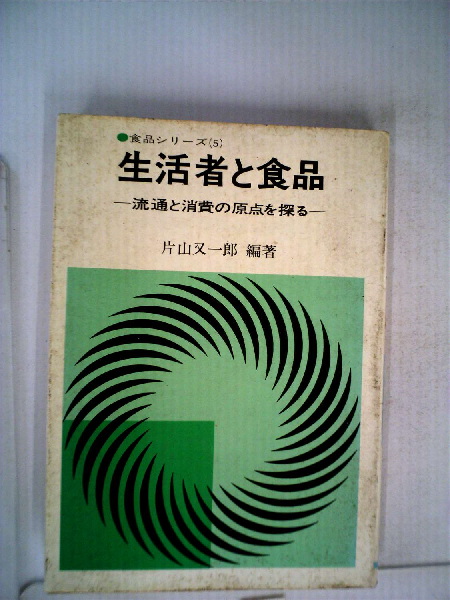 ●食品シリーズ(5)
生活者と食品
―流通と消費の原点を探る―
片山又一郎 編著